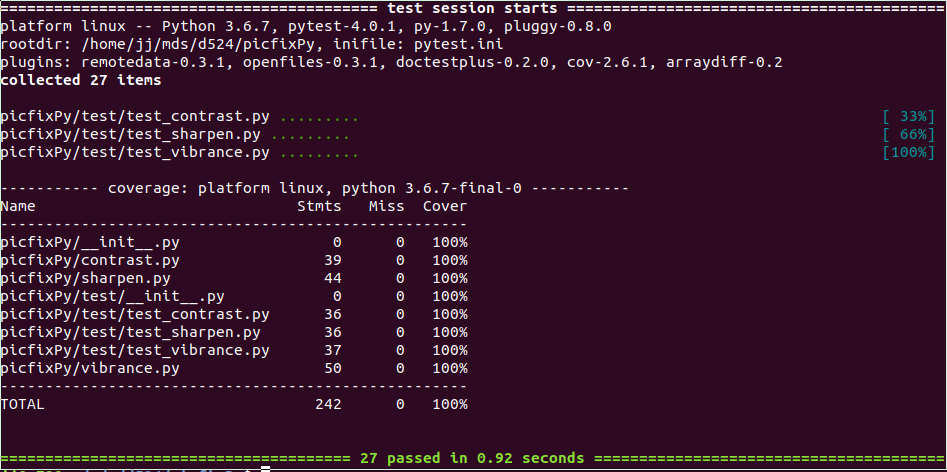 ========================================== test session starts ==========================================
platform linux -- Python 3.6.7, pytest-4.0.1, py-1.7.0, pluggy-0.8.0
rootdir: /home/jj/mds/d524/picfixPy, inifile: pytest.ini
plugins: remotedata-0.3.1, openfiles-0.3.1, doctestplus-0.2.0, cov-2.6.1, arraydiff-0.2
collected 27 items
picfixPy/test/test_contrast.py ......... [ 33%]
picfixPy/test/test_sharpen.py ......... [ 66%]
picfixPy/test/test_vibrance.py ......... [100%]
----------- coverage: platform linux, python 3.6.7-final-0 -----------
Name Stmts Miss Cover
----------------------------------------------------
picfixPy/__init__.py 0 0 100%
picfixPy/contrast.py 39 0 100%
picfixPy/sharpen.py 44 0 100%
picfixPy/test/__init__.py 0 0 100%
picfixPy/test/test_contrast.py 36 0 100%
picfixPy/test/test_sharpen.py 36 0 100%
picfixPy/test/test_vibrance.py 37 0 100%
picfixPy/vibrance.py 50 0 100%
----------------------------------------------------
TOTAL 242 0 100%
======================================= 27 passed in 0.92 seconds =======================================